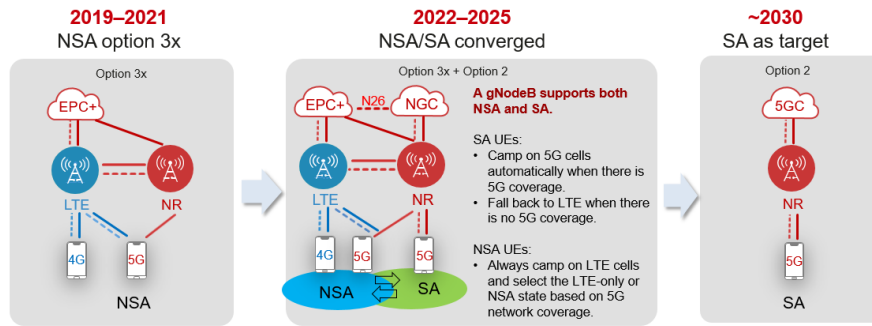 2019–2021
NSA option 3x
Option 3x
EPC+
LTE
NR
4G
5G
NSA
2022–2025
NSA/SA converged
Option 3x + Option 2
EPC+
N26
NGC
LTE
NR
4G
5G
5G
NSA
SA
A gNodeB supports both
NSA and SA.
SA UEs:
• Camp on 5G cells
automatically when there is
5G coverage.
• Fall back to LTE when there
is no 5G coverage.
NSA UEs:
• Always camp on LTE cells
and select the LTE-only or
NSA state based on 5G
network coverage.
~2030
SA as target
Option 2
5GC
NR
5G
SA